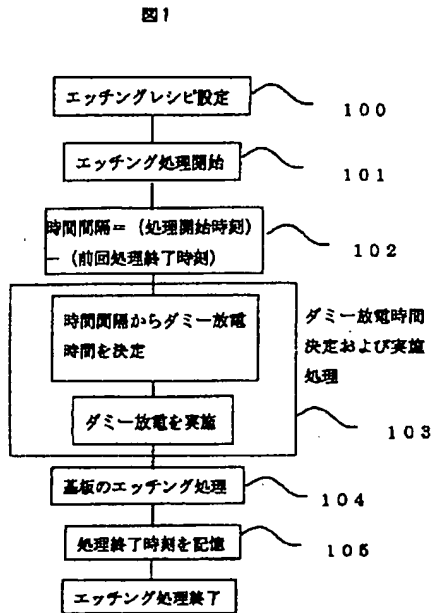 図1
エッチングレシピ設定
100
エッチング処理開始
101
時間間隔=(処理開始時刻)
-(前回処理終了時刻)
102
時間間隔からダミー放電
時間を決定
ダミー放電を実施
ダミー放電時間
決定および実施
処理
103
基板のエッチング処理
104
処理終了時刻を記憶
105
エッチング処理終了